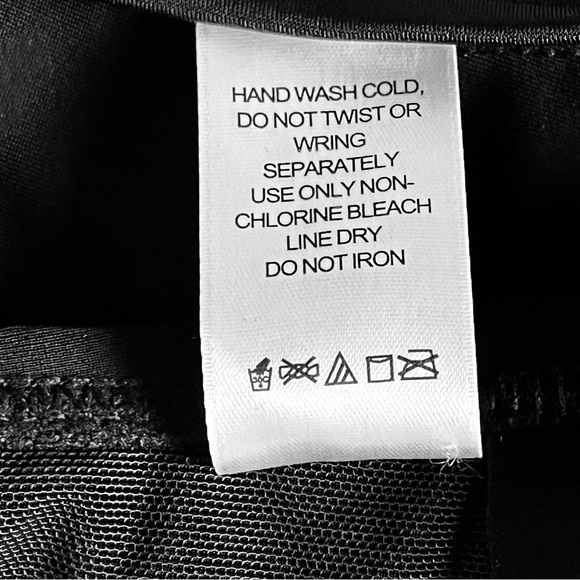 HAND WASH COLD,
DO NOT TWIST OR
WRING
SEPARATELY
USE ONLY NON-
CHLORINE BLEACH
LINE DRY
DO NOT IRON